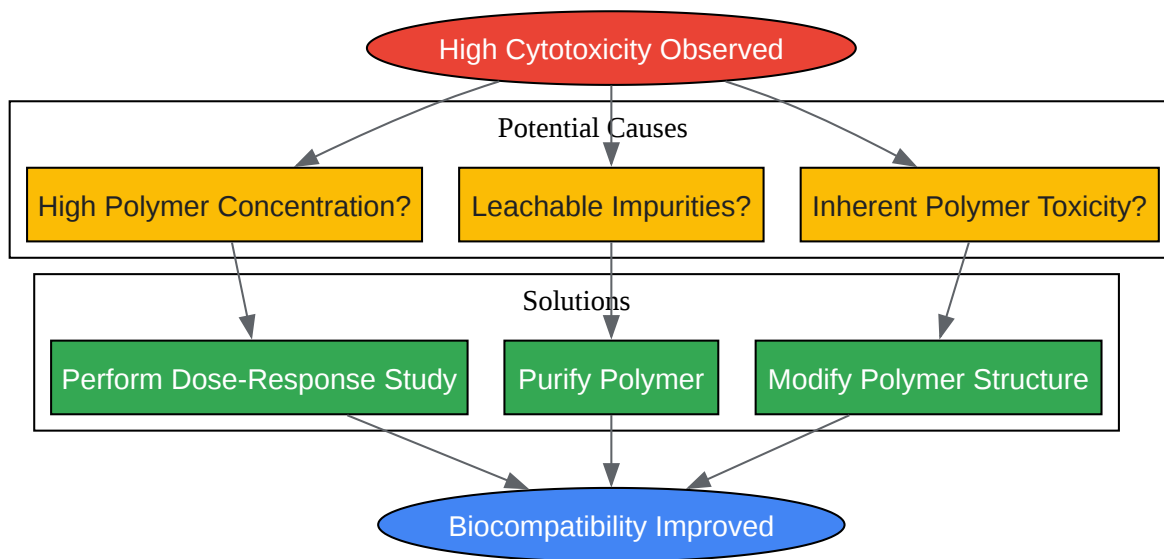 High Cytotoxicity Observed
Potential Causes
High Polymer Concentration?
Leachable Impurities?
Inherent Polymer Toxicity?
Solutions
Perform Dose-Response Study
Purify Polymer
Modify Polymer Structure
Biocompatibility Improved